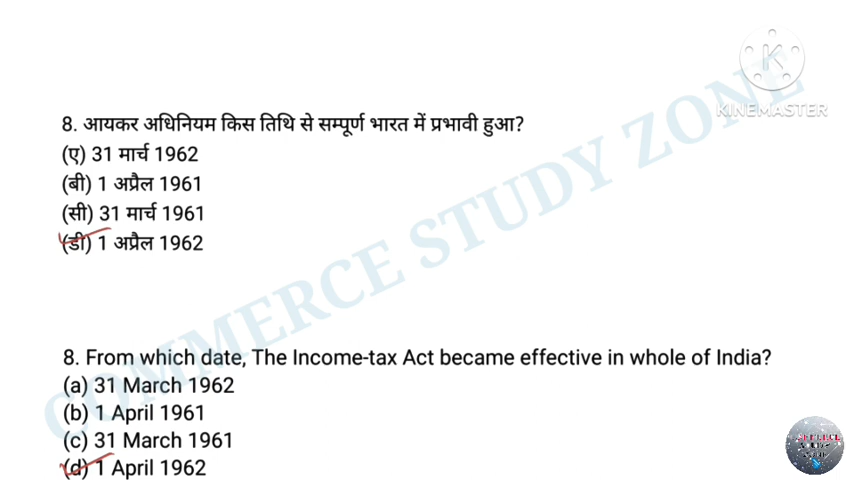 KINEMASTER
8. आयकर अधिनियम किस तिथि से सम्पूर्ण भारत में प्रभावी हुआ?
(ए) 31 मार्च 1962
(बी) 1 अप्रैल 1961
(सी) 31 मार्च 1961
(डी) 1 अप्रैल 1962
COMMERCE STUDY ZONE
8. From which date, The Income-tax Act became effective in whole of India?
(a) 31 March 1962
(b) 1 April 1961
(c) 31 March 1961
(d) 1 April 1962